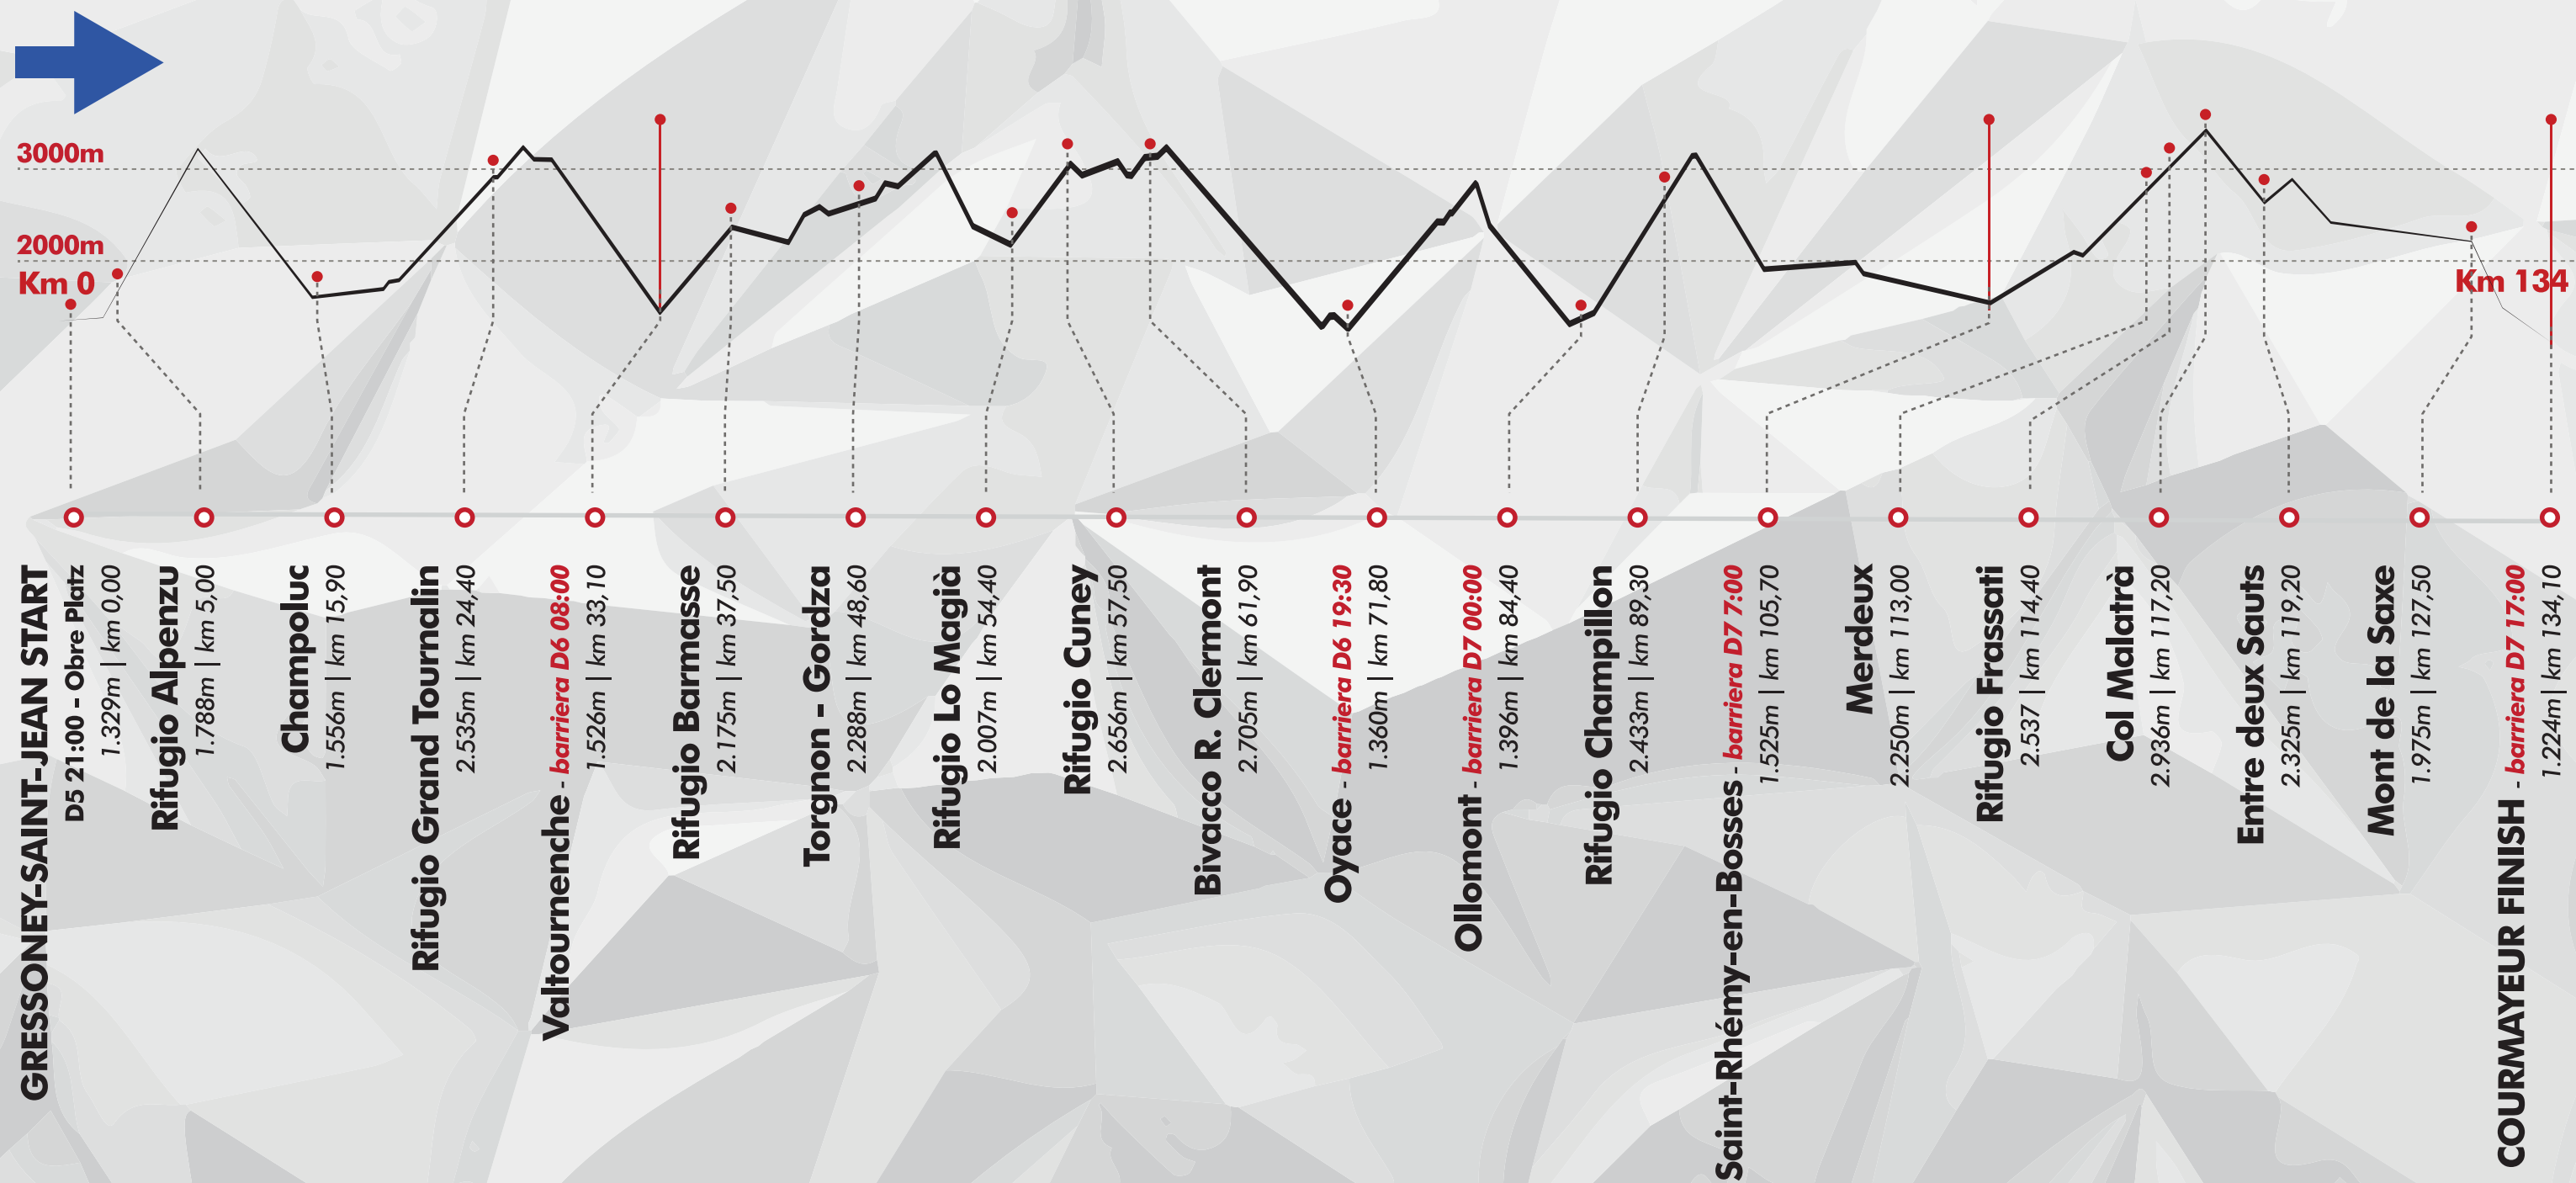 3000m
2000m
Km 0
Km 134
GRESSONEY-SAINT-JEAN START
D5 21:00 - Obre Platz
1.329m | km 0,00
Rifugio Alpenzu
1.788m | km 5,00
Champoluc
1.556m | km 15,90
Rifugio Grand Tournalin
2.535m | km 24,40
Valtournenche - barriera D6 08:00
1.526m | km 33,10
Rifugio Barmasse
2.175m | km 37,50
Torgnon - Gordza
2.288m | km 48,60
Rifugio Lo Magià
2.007m | km 54,40
Rifugio Cuney
2.656m | km 57,50
Bivacco R. Clermont
2.705m | km 61,90
Oyace - barriera D6 19:30
1.360m | km 71,80
Ollomont - barriera D7 00:00
1.396m | km 84,40
Rifugio Champillon
2.433m | km 89,30
Saint-Rhémy-en-Bosses - barriera D7 7:00
1.525m | km 105,70
Merdeux
2.250m | km 113,00
Rifugio Frassati
2.537 | km 114,40
Col Malatrà
2.936m | km 117,20
Entre deux Sauts
2.325m | km 119,20
Mont de la Saxe
1.975m | km 127,50
COURMAYEUR FINISH - barriera D7 17:00
1.224m | km 134,10